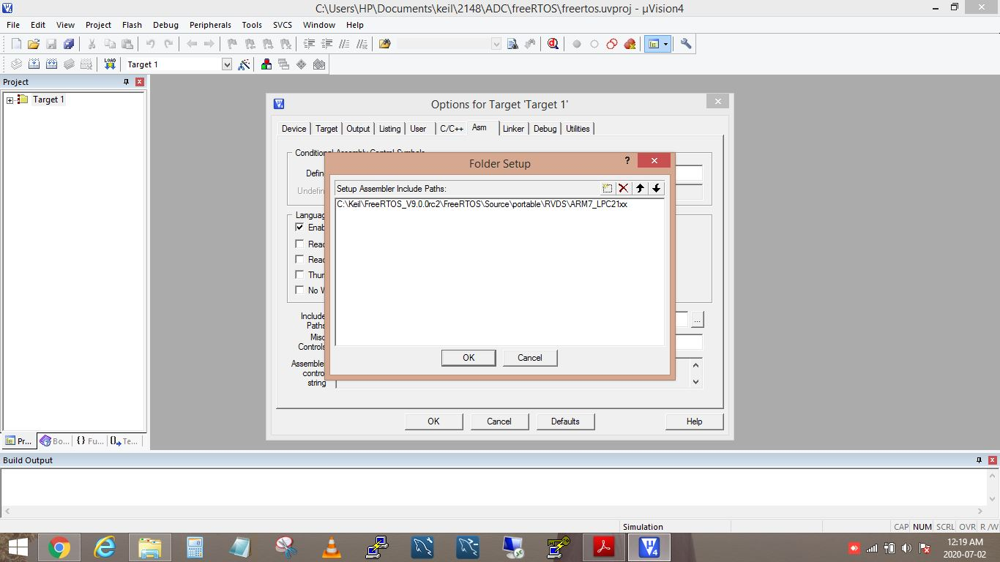 C:\Users\HP\Documents\keil\2148\ADC\freeRTOS\freertos.uvproj - µVision4
File Edit View Project Flash Debug Peripherals Tools SVCS Window Help
LOAD Target 1
Project
Target 1
Options for Target 'Target 1'
Device Target Output Listing User C/C++ Asm Linker Debug Utilities
Conditional Assembly Control Symbols
Folder Setup
?
Define
Undefine
Setup Assembler Include Paths:
C:\Keil\FreeRTOS_V9.0.0rc2\FreeRTOS\Source\portable\RVDS\ARM7_LPC21xx
Languag
Enab
Read
Read
Thun
No W
Include
Paths
...
Misc
Controls
OK Cancel
Assembler
control
string
OK Cancel Defaults Help
Pr... Bo... {} Fu... Te...
Build Output
Simulation CAP NUM SCRL OVR R/W
12:19 AM
2020-07-02